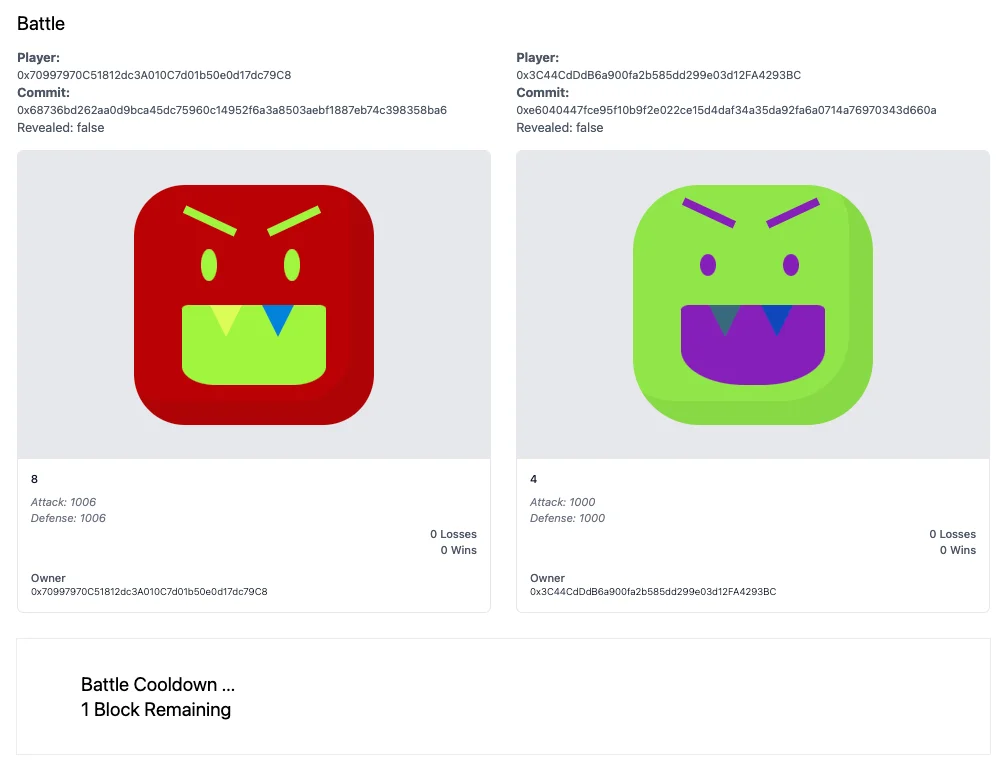 Battle
Player:
0x70997970C51812dc3A010C7d01b50e0d17dc79C8
Commit:
0x68736bd262aa0d9bca45dc75960c14952f6a3a8503aebf1887eb74c398358ba6
Revealed: false
Player:
0x3C44CdDdB6a900fa2b585dd299e03d12FA4293BC
Commit:
0xe6040447fce95f10b9f2e022ce15d4daf34a35da92fa6a0714a76970343d660a
Revealed: false
8
Attack: 1006
Defense: 1006
0 Losses
0 Wins
Owner
0x70997970C51812dc3A010C7d01b50e0d17dc79C8
4
Attack: 1000
Defense: 1000
0 Losses
0 Wins
Owner
0x3C44CdDdB6a900fa2b585dd299e03d12FA4293BC
Battle Cooldown ...
1 Block Remaining